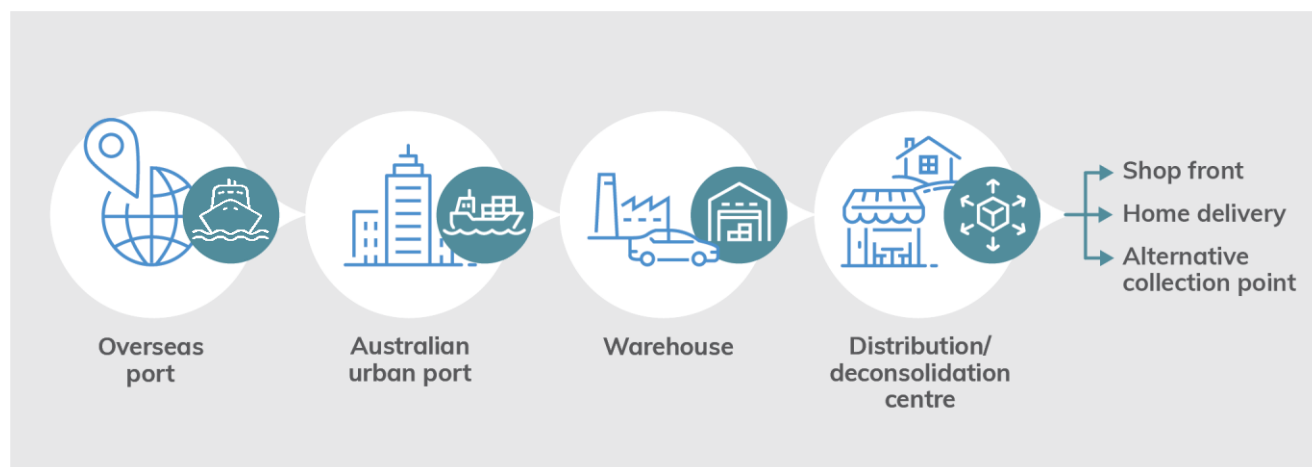 Overseas
port
Australian
urban port
Warehouse
Distribution/
deconsolidation
centre
Shop front
Home delivery
Alternative
collection point